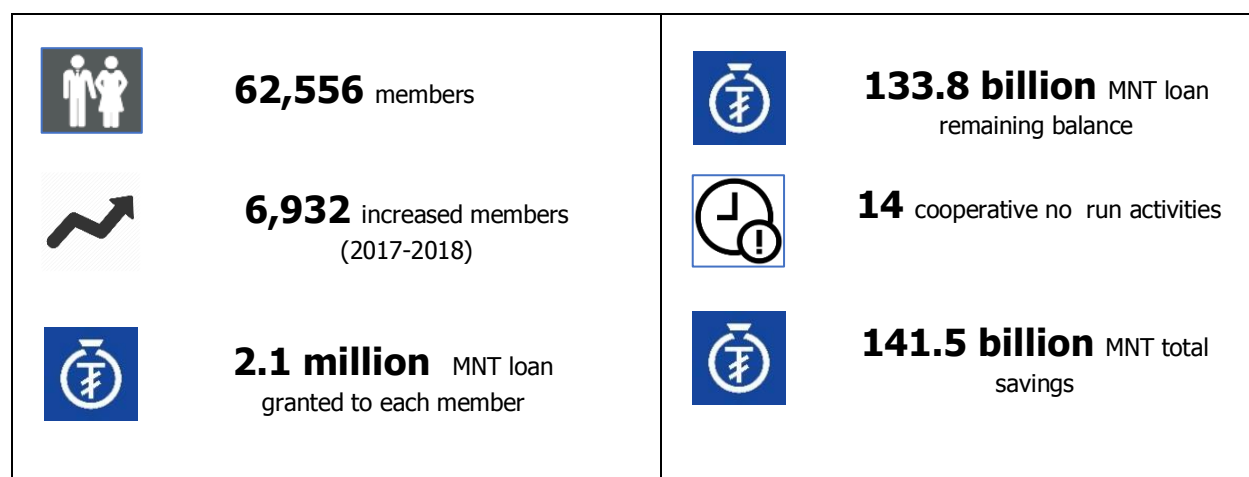 62,556 members
6,932 increased members
(2017-2018)
2.1 million MNT loan
granted to each member
133.8 billion MNT loan
remaining balance
14 cooperative no run activities
141.5 billion MNT total
savings